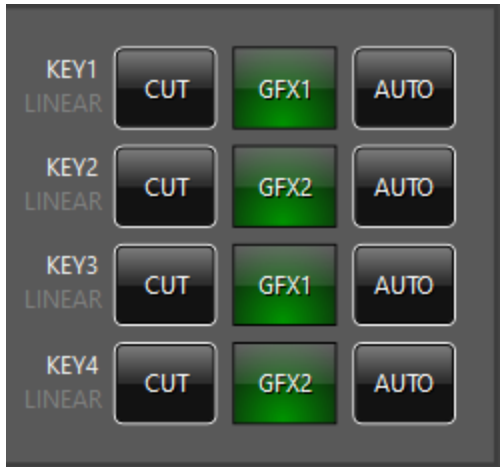 KEY1
LINEAR
CUT GFX1 AUTO
KEY2
LINEAR
CUT GFX2 AUTO
KEY3
LINEAR
CUT GFX1 AUTO
KEY4
LINEAR
CUT GFX2 AUTO